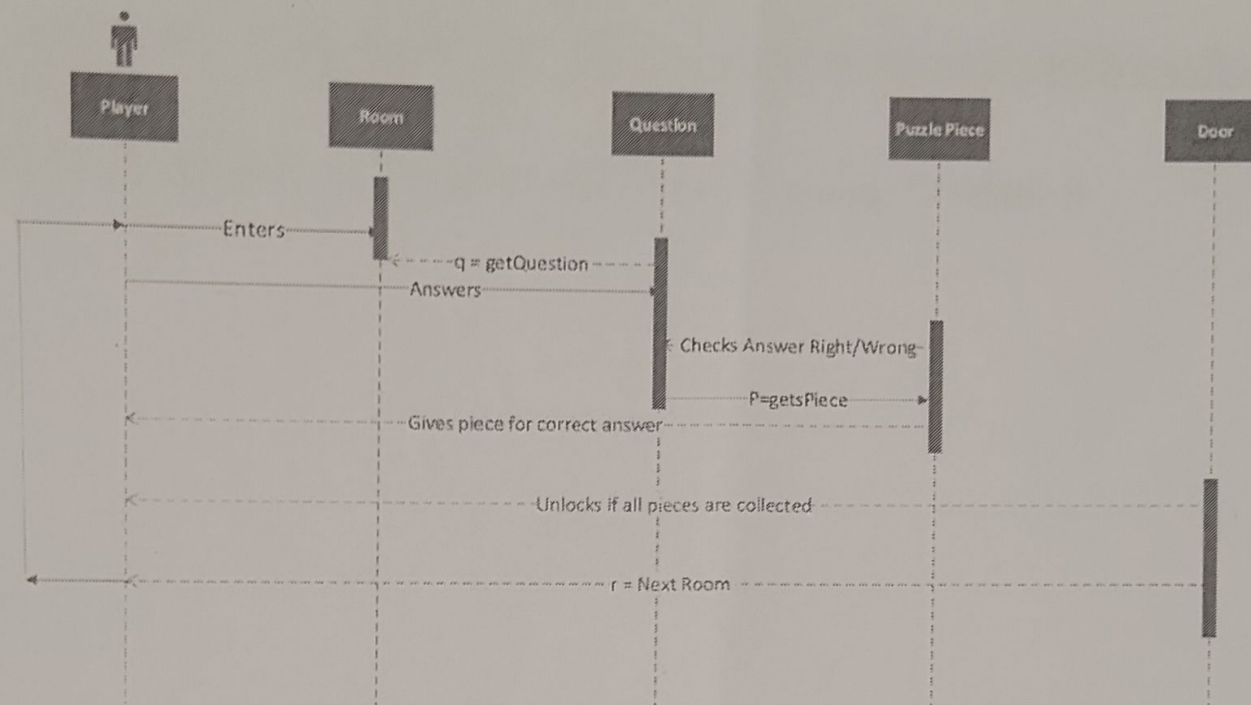 Player
Room
Question
Puzzle Piece
Door
Enters
q = getQuestion
Answers
Checks Answer Right/Wrong
P=getsPiece
Gives piece for correct answer
Unlocks if all pieces are collected
r = Next Room